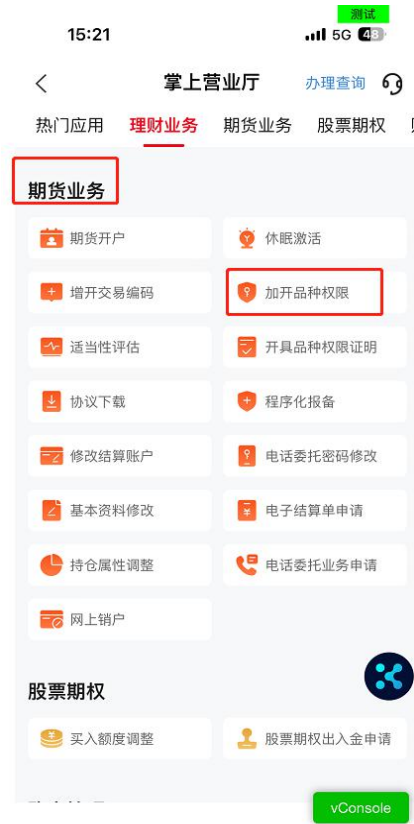 测试
15:21
5G 48
掌上营业厅 办理查询
热门应用 理财业务 期货业务 股票期权
期货业务
期货开户 休眠激活
增开交易编码 加开品种权限
适当性评估 开具品种权限证明
协议下载 程序化报备
修改结算账户 电话委托密码修改
基本资料修改 电子结算单申请
持仓属性调整 电话委托业务申请
网上销户
股票期权
买入额度调整 股票期权出入金申请
vConsole